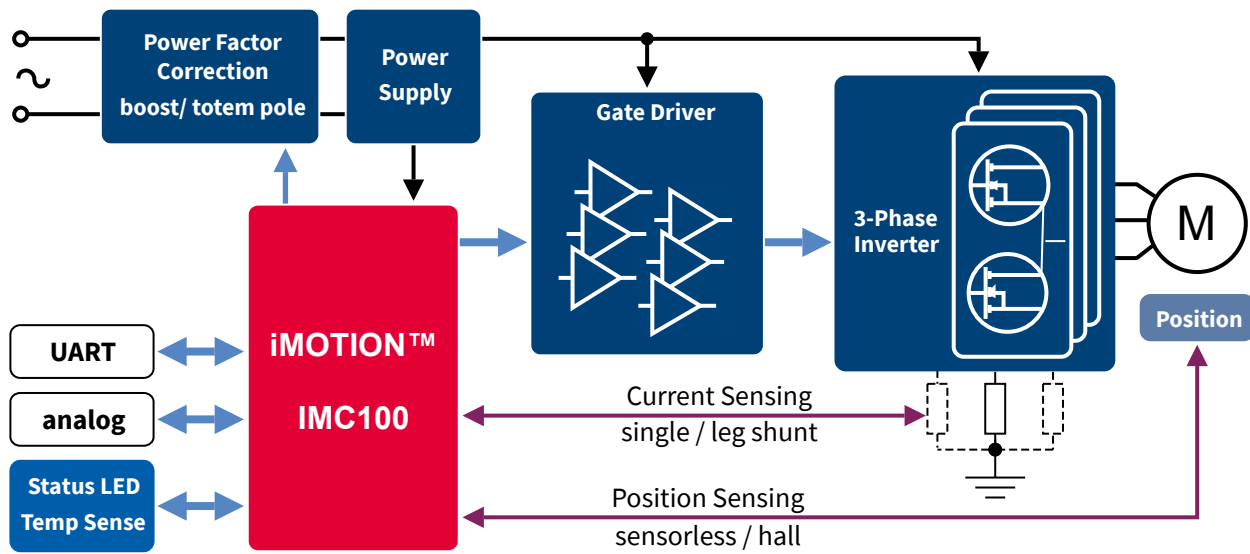 Power Factor
Correction
boost/ totem pole
Power
Supply
Gate Driver
3-Phase
Inverter
M
Position
iMOTION™
IMC100
UART
analog
Status LED
Temp Sense
Current Sensing
single / leg shunt
Position Sensing
sensorless / hall